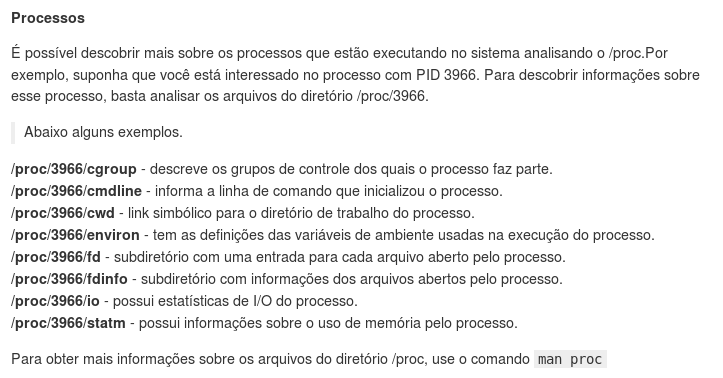 Processos
É possível descobrir mais sobre os processos que estão executando no sistema analisando o /proc.Por
exemplo, suponha que você está interessado no processo com PID 3966. Para descobrir informações sobre
esse processo, basta analisar os arquivos do diretório /proc/3966.
Abaixo alguns exemplos.
/proc/3966/cgroup - descreve os grupos de controle dos quais o processo faz parte.
/proc/3966/cmdline - informa a linha de comando que inicializou o processo.
/proc/3966/cwd - link simbólico para o diretório de trabalho do processo.
/proc/3966/environ - tem as definições das variáveis de ambiente usadas na execução do processo.
/proc/3966/fd - subdiretório com uma entrada para cada arquivo aberto pelo processo.
/proc/3966/fdinfo - subdiretório com informações dos arquivos abertos pelo processo.
/proc/3966/io - possui estatísticas de I/O do processo.
/proc/3966/statm - possui informações sobre o uso de memória pelo processo.
Para obter mais informações sobre os arquivos do diretório /proc, use o comando man proc